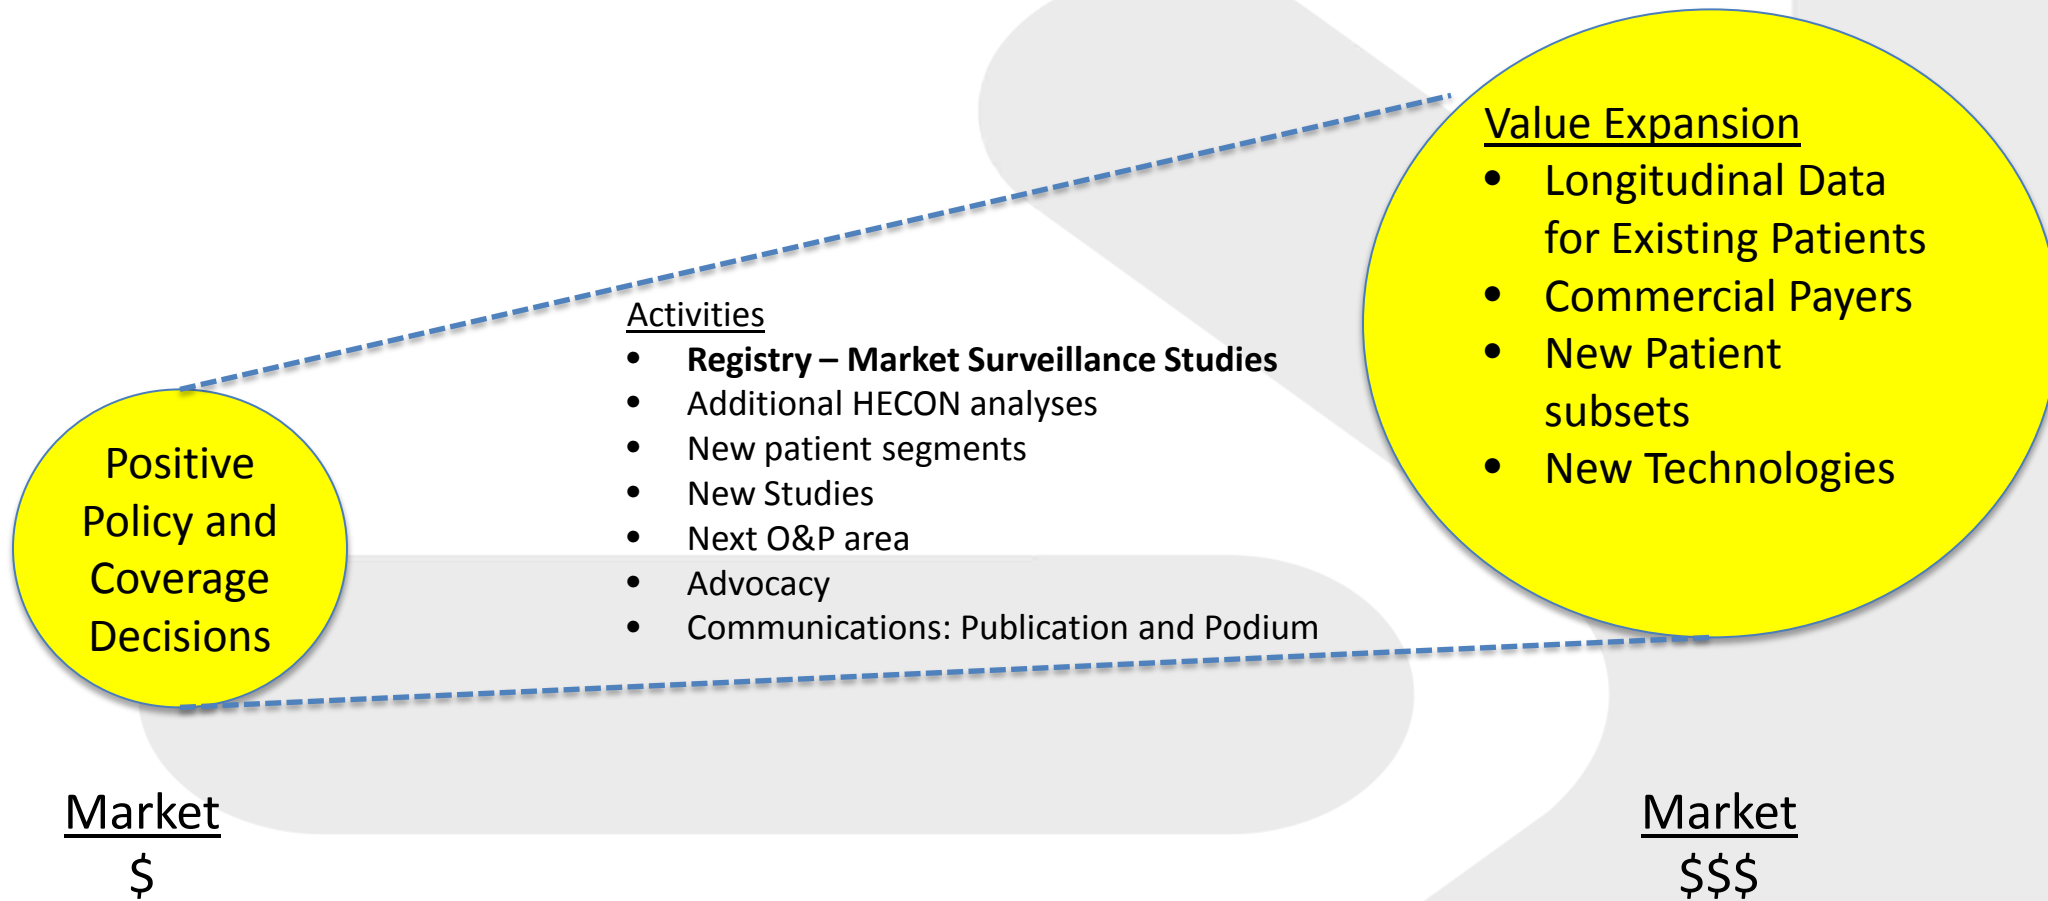 Positive
Policy and
Coverage
Decisions
Activities
• Registry – Market Surveillance Studies
• Additional HECON analyses
• New patient segments
• New Studies
• Next O&P area
• Advocacy
• Communications: Publication and Podium
Value Expansion
• Longitudinal Data
for Existing Patients
• Commercial Payers
• New Patient
subsets
• New Technologies
Market
$
Market
$$$